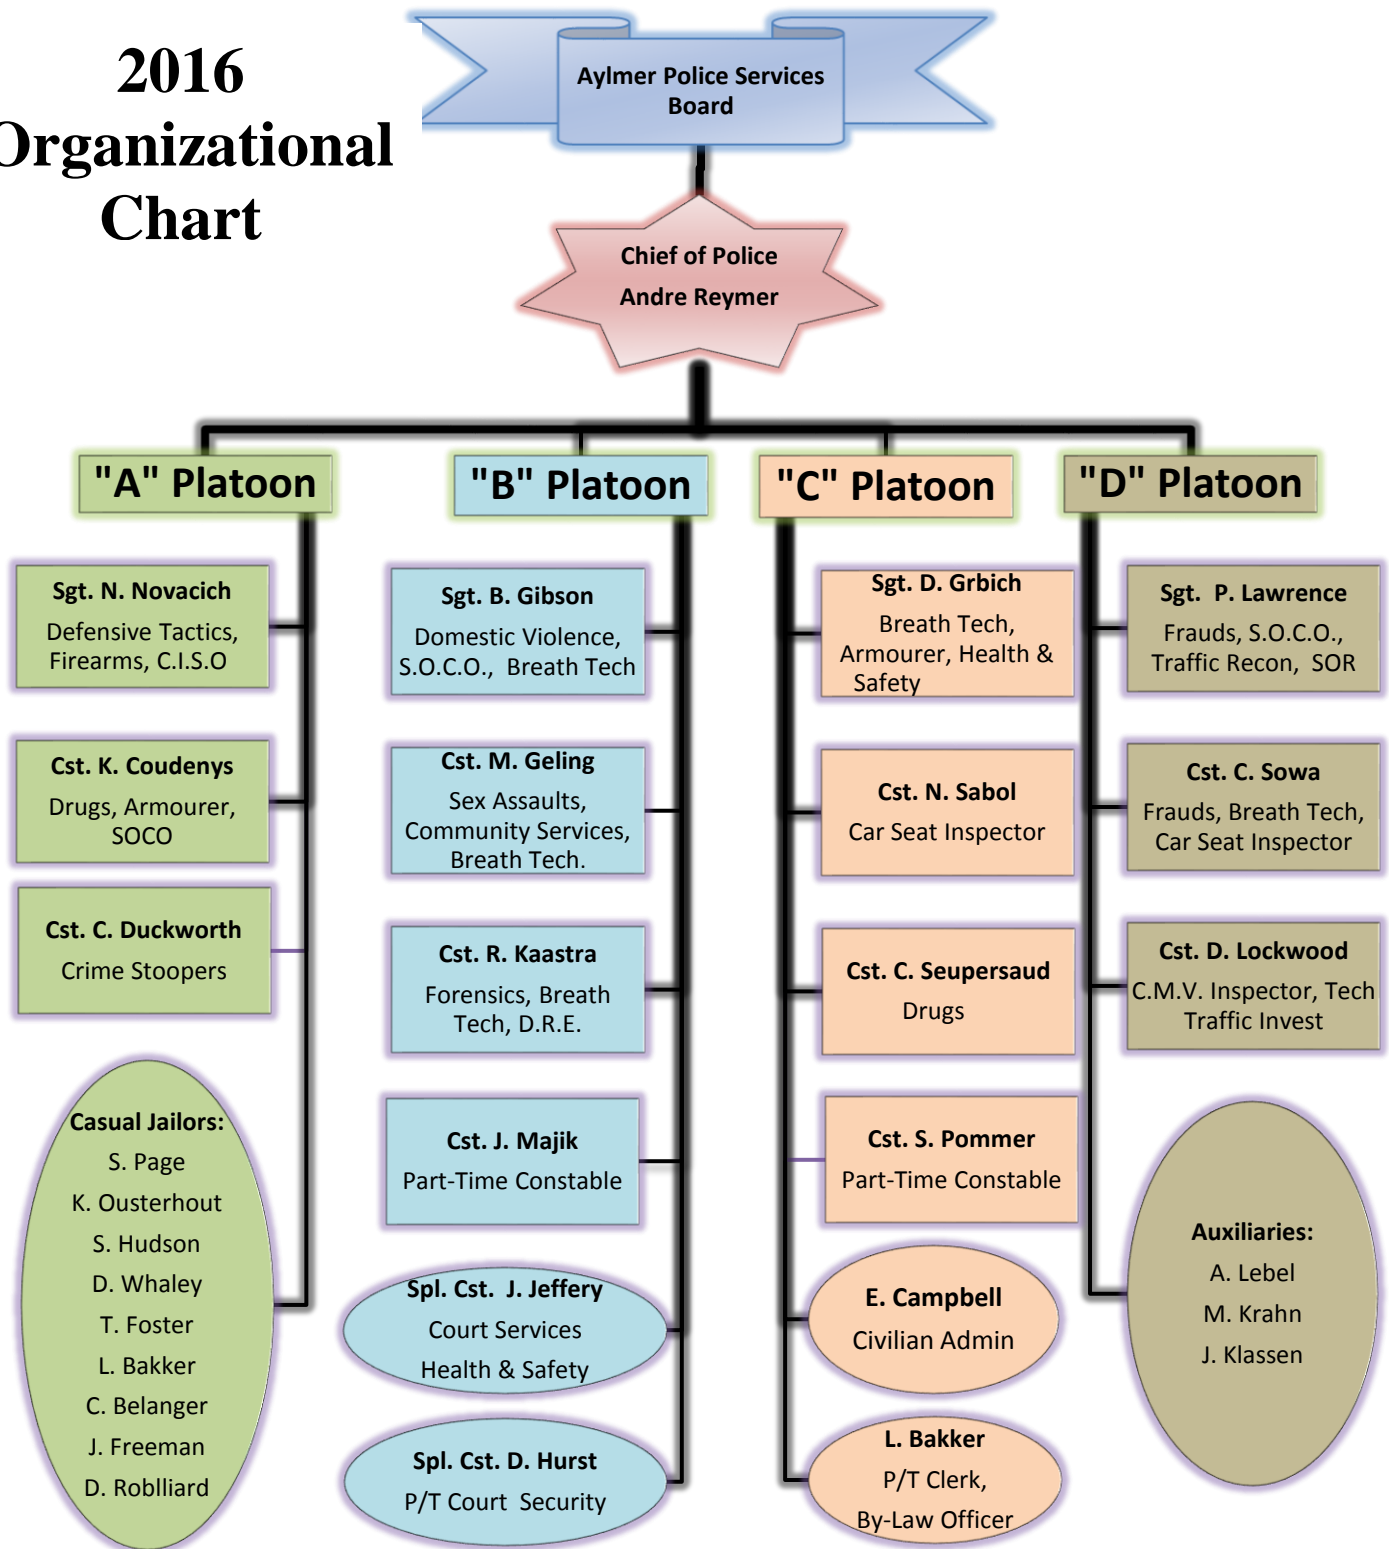 2016
Organizational
Chart
Aylmer Police Services
Board
Chief of Police
Andre Reymer
"A" Platoon
Sgt. N. Novacich
Defensive Tactics,
Firearms, C.I.S.O
Cst. K. Coudenys
Drugs, Armourer,
SOCO
Cst. C. Duckworth
Crime Stoopers
Casual Jailors:
S. Page
K. Ousterhout
S. Hudson
D. Whaley
T. Foster
L. Bakker
C. Belanger
J. Freeman
D. Roblliard
"B" Platoon
Sgt. B. Gibson
Domestic Violence,
S.O.C.O., Breath Tech
Cst. M. Geling
Sex Assaults,
Community Services,
Breath Tech.
Cst. R. Kaastra
Forensics, Breath
Tech, D.R.E.
Cst. J. Majik
Part-Time Constable
Spl. Cst. J. Jeffery
Court Services
Health & Safety
Spl. Cst. D. Hurst
P/T Court Security
"C" Platoon
Sgt. D. Grbich
Breath Tech,
Armourer, Health &
Safety
Cst. N. Sabol
Car Seat Inspector
Cst. C. Seupersaud
Drugs
Cst. S. Pommer
Part-Time Constable
E. Campbell
Civilian Admin
L. Bakker
P/T Clerk,
By-Law Officer
"D" Platoon
Sgt. P. Lawrence
Frauds, S.O.C.O.,
Traffic Recon, SOR
Cst. C. Sowa
Frauds, Breath Tech,
Car Seat Inspector
Cst. D. Lockwood
C.M.V. Inspector, Tech
Traffic Invest
Auxiliaries:
A. Lebel
M. Krahn
J. Klassen